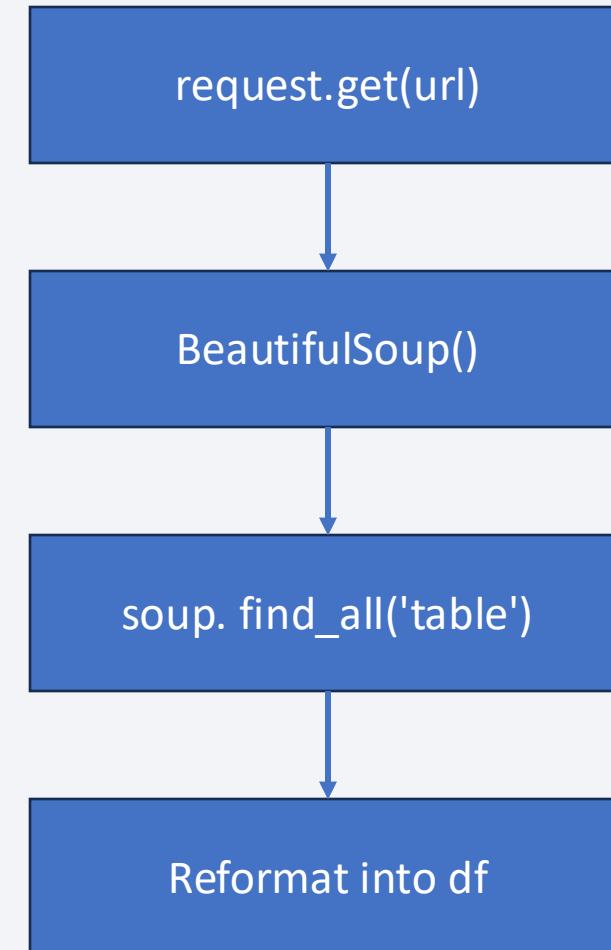 request.get(url)
BeautifulSoup()
soup. find_all('table')
Reformat into df